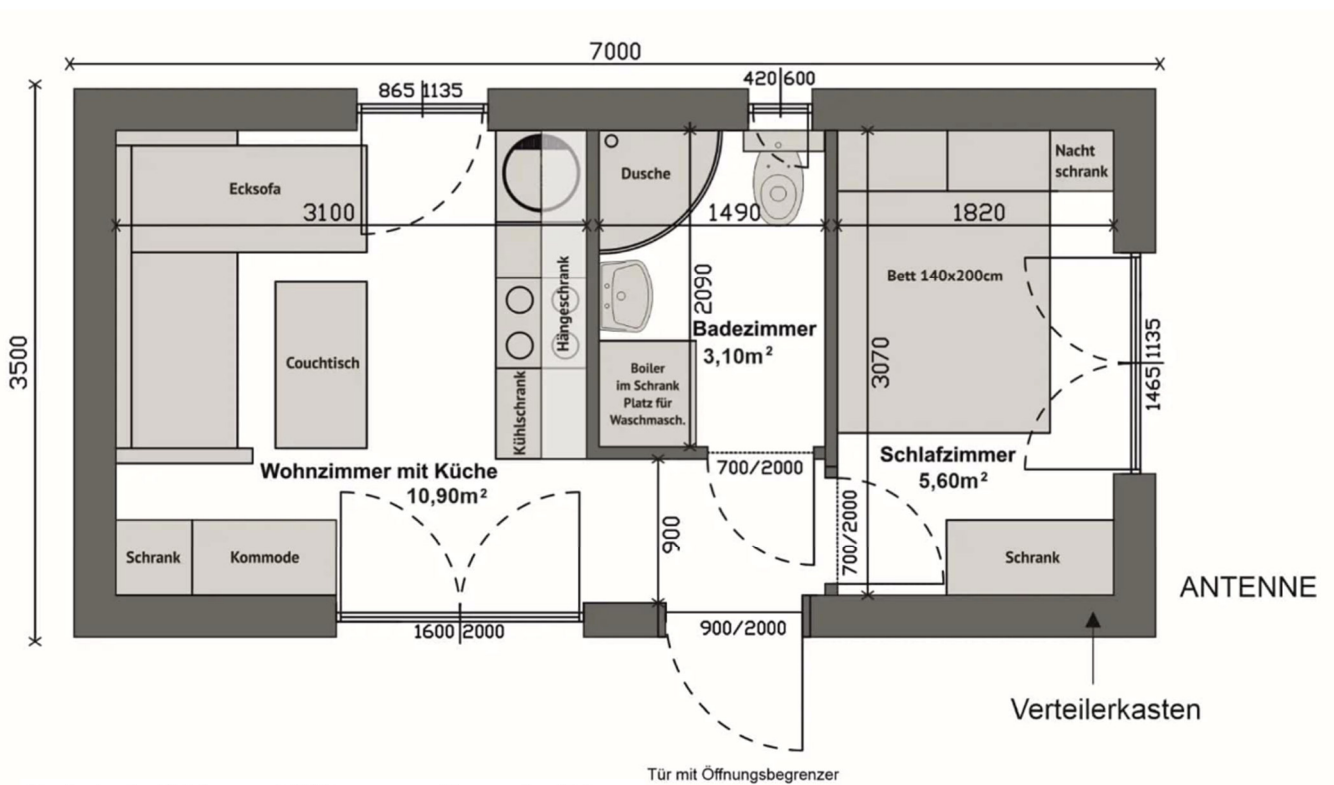 7000
865 1135
420 600
3500
Ecksofa
Dusche
Nacht
schrank
3100
1490
1820
Hängeschrank
2090
Bett 140x200cm
Badezimmer
3,10m²
Couchtisch
Boiler
im Schrank
Platz für
Waschmasch.
3070
1465 1135
Kühlschrank
Wohnzimmer mit Küche
10,90m²
700/2000
Schlafzimmer
5,60m²
900
700/2000
Schrank
Kommode
Schrank
ANTENNE
1600 2000
900/2000
Verteilerkasten
Tür mit Öffnungsbegrenzer